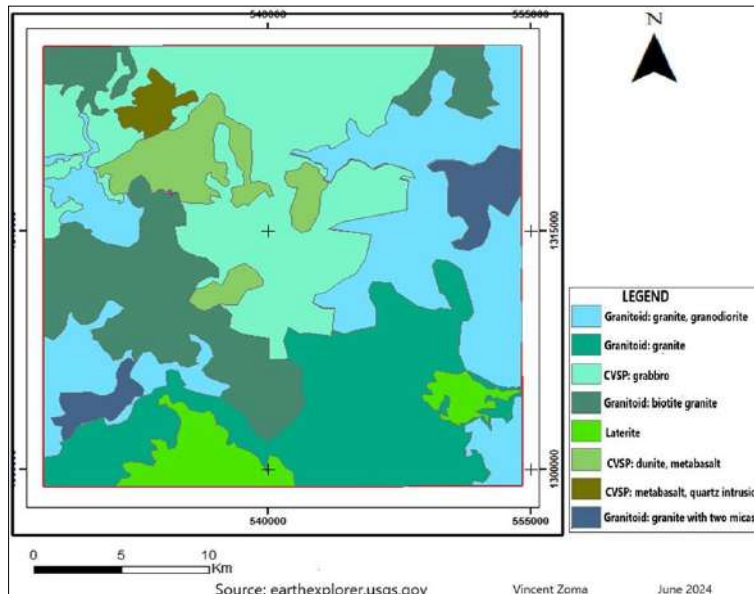 540000
555000
N
1315000
LEGEND
Granitoid: granite, granodiorite
Granitoid: granite
CVSP: grabbro
Granitoid: biotite granite
Laterite
CVSP: dunite, metabasalt
CVSP: metabasalt, quartz intrusio
Granitoid: granite with two micas
1300000
540000
555000
0
5
10
Km
Source: earthexplorer.usgs.gov
Vincent Zoma
June 2024